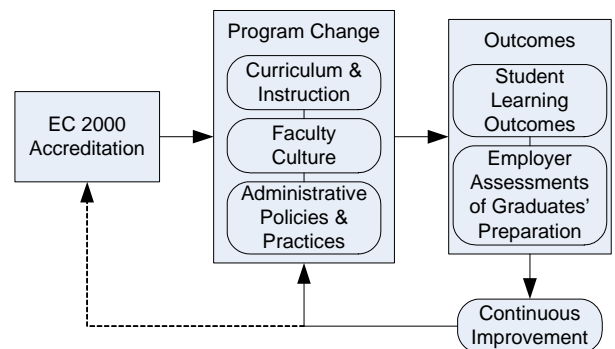 EC 2000
Accreditation
Program Change
Curriculum &
Instruction
Faculty
Culture
Administrative
Policies &
Practices
Outcomes
Student
Learning
Outcomes
Employer
Assessments
of Graduates'
Preparation
Continuous
Improvement